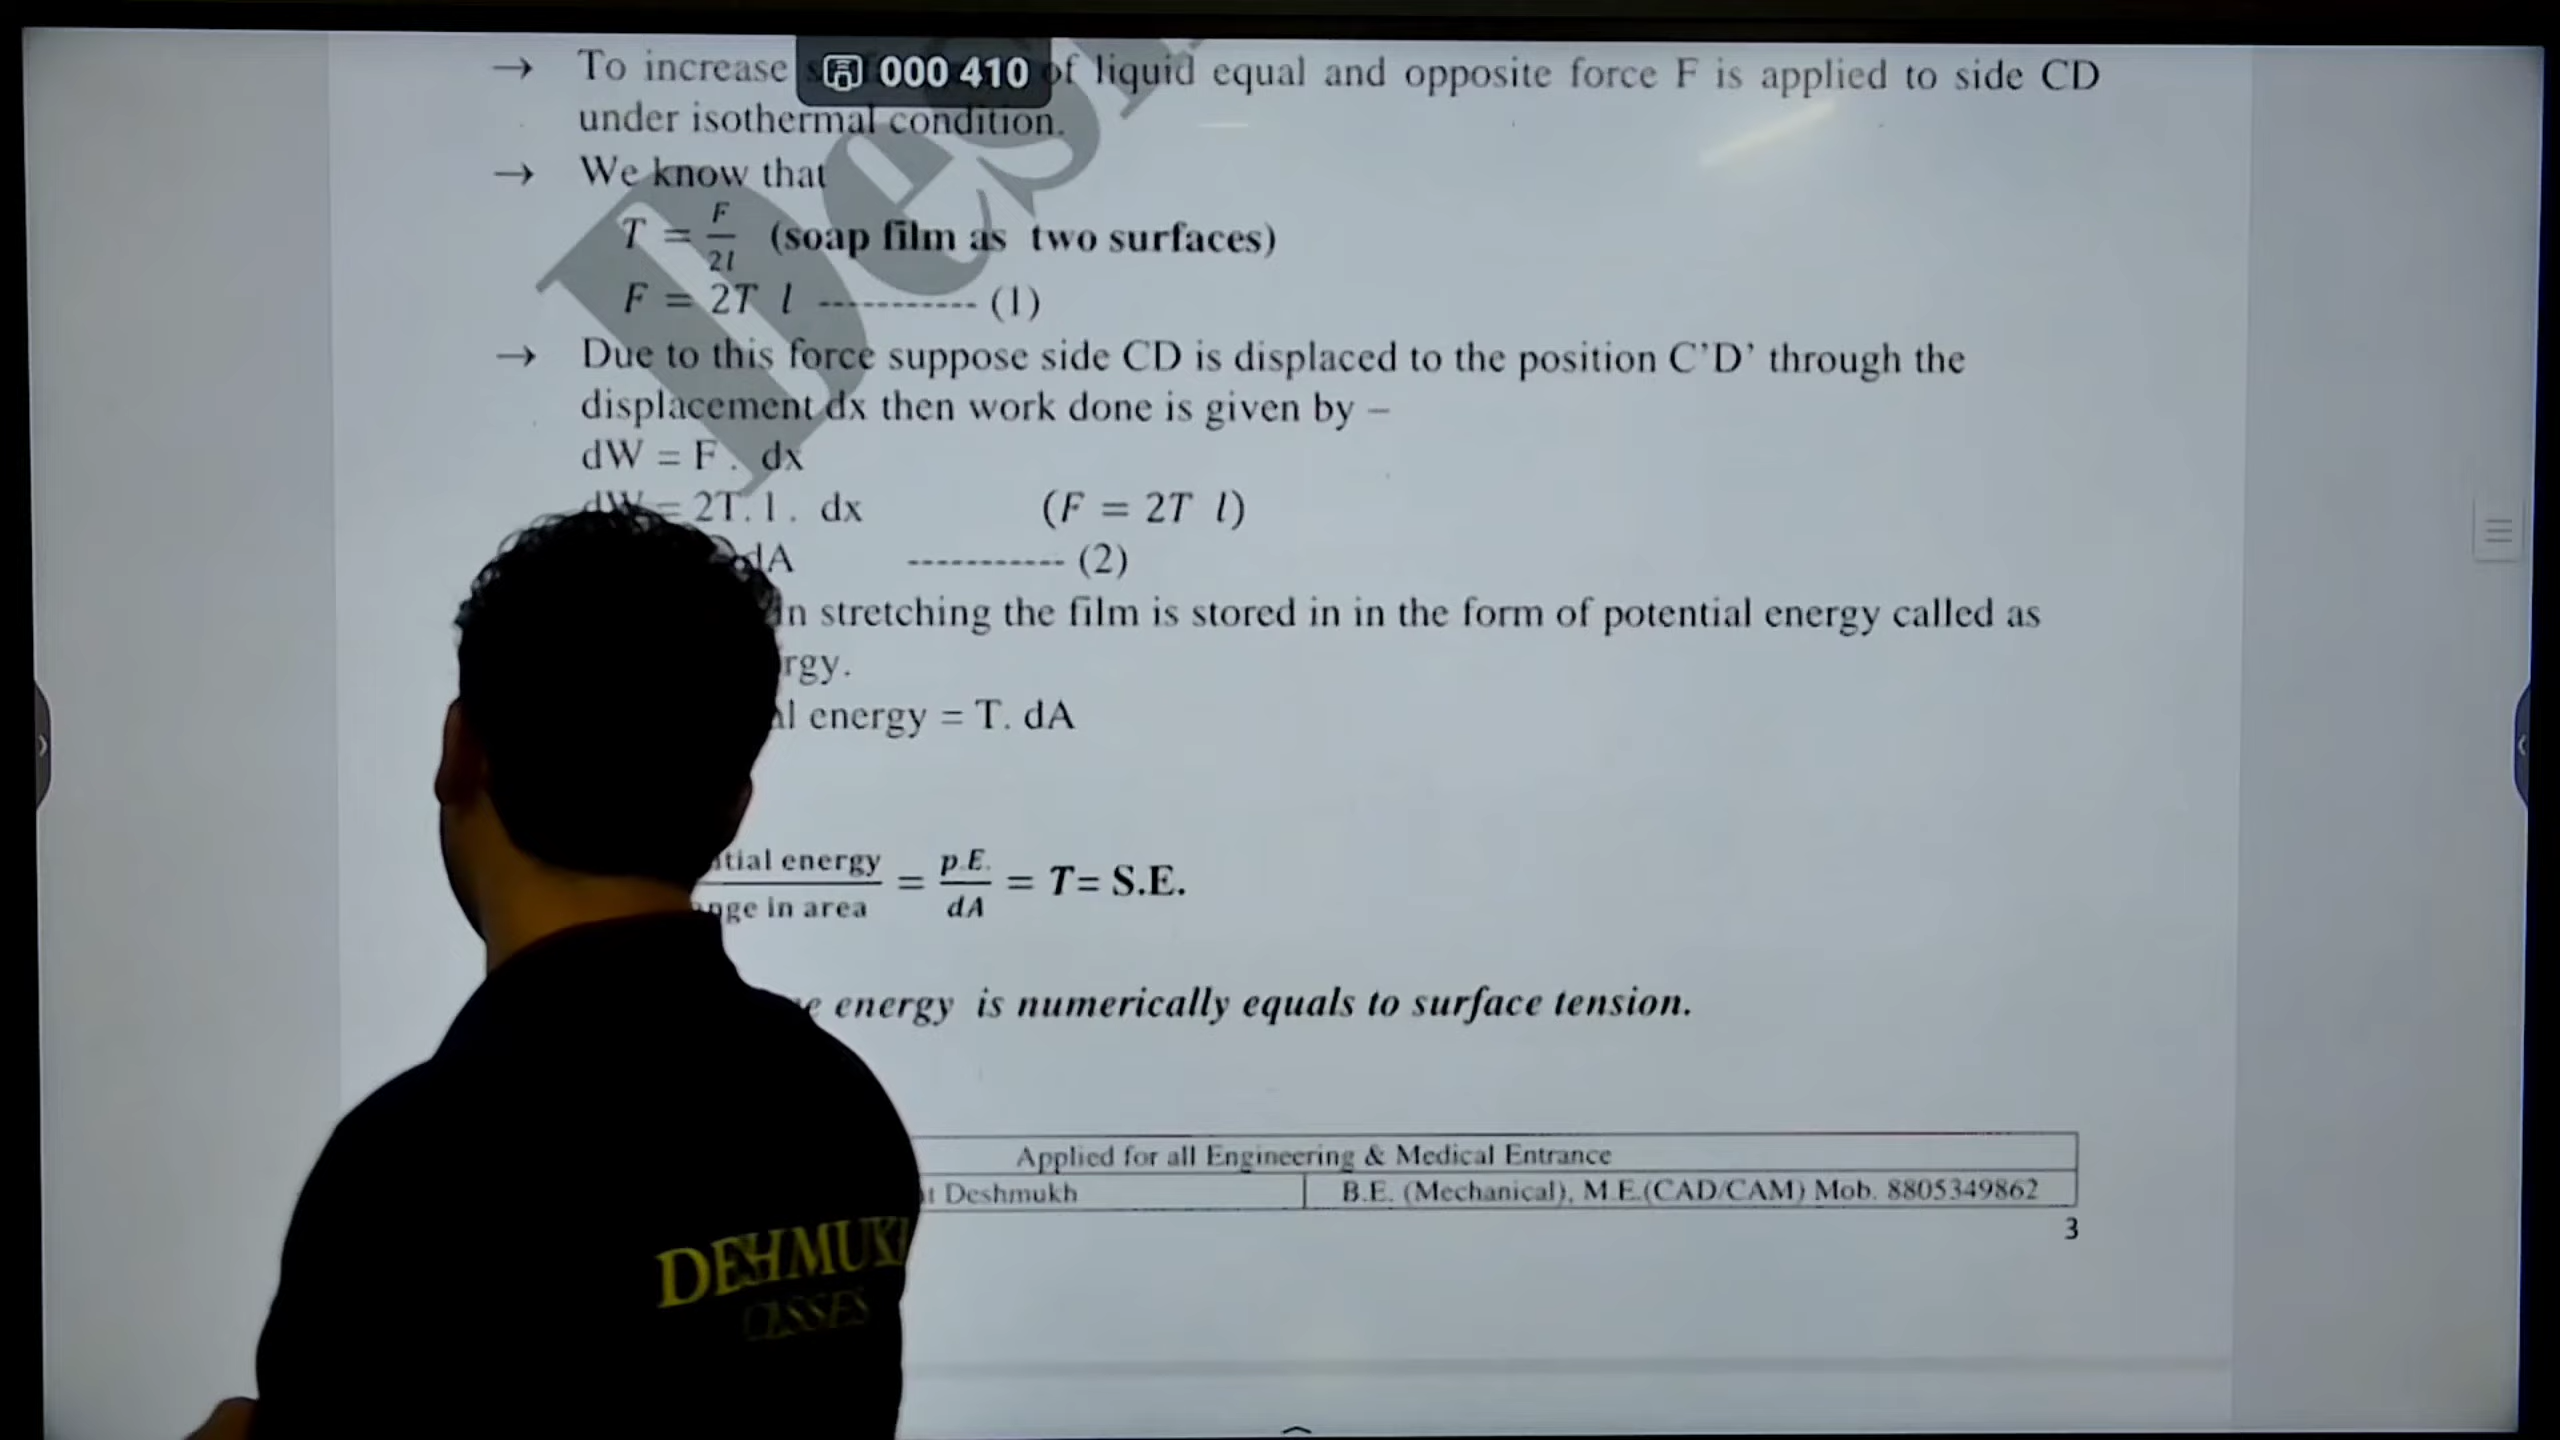 → To increase 000 410 of liquid equal and opposite force F is applied to side CD
under isothermal condition.
→ We know that
T = F/2l (soap film as two surfaces)
F = 2T l ----------- (1)
→ Due to this force suppose side CD is displaced to the position C'D' through the
displacement dx then work done is given by –
dW = F . dx
dW = 2T. l . dx (F = 2T l)
dA ----------- (2)
in stretching the film is stored in in the form of potential energy called as
energy = T. dA
energy / in area = p.E. / dA = T= S.E.
energy is numerically equals to surface tension.
Applied for all Engineering & Medical Entrance
Deshmukh B.E. (Mechanical), M.E.(CAD/CAM) Mob. 8805349862
3
DESHMUKH
CLASSES